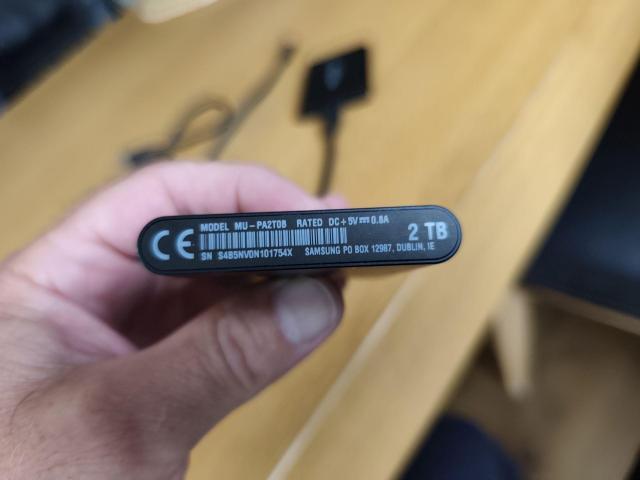 CE MODEL MU-PA2T0B RATED DC+5V⎓0.8A
2 TB
SN S4B5NV0N101754X SAMSUNG PO BOX 12987, DUBLIN, IE